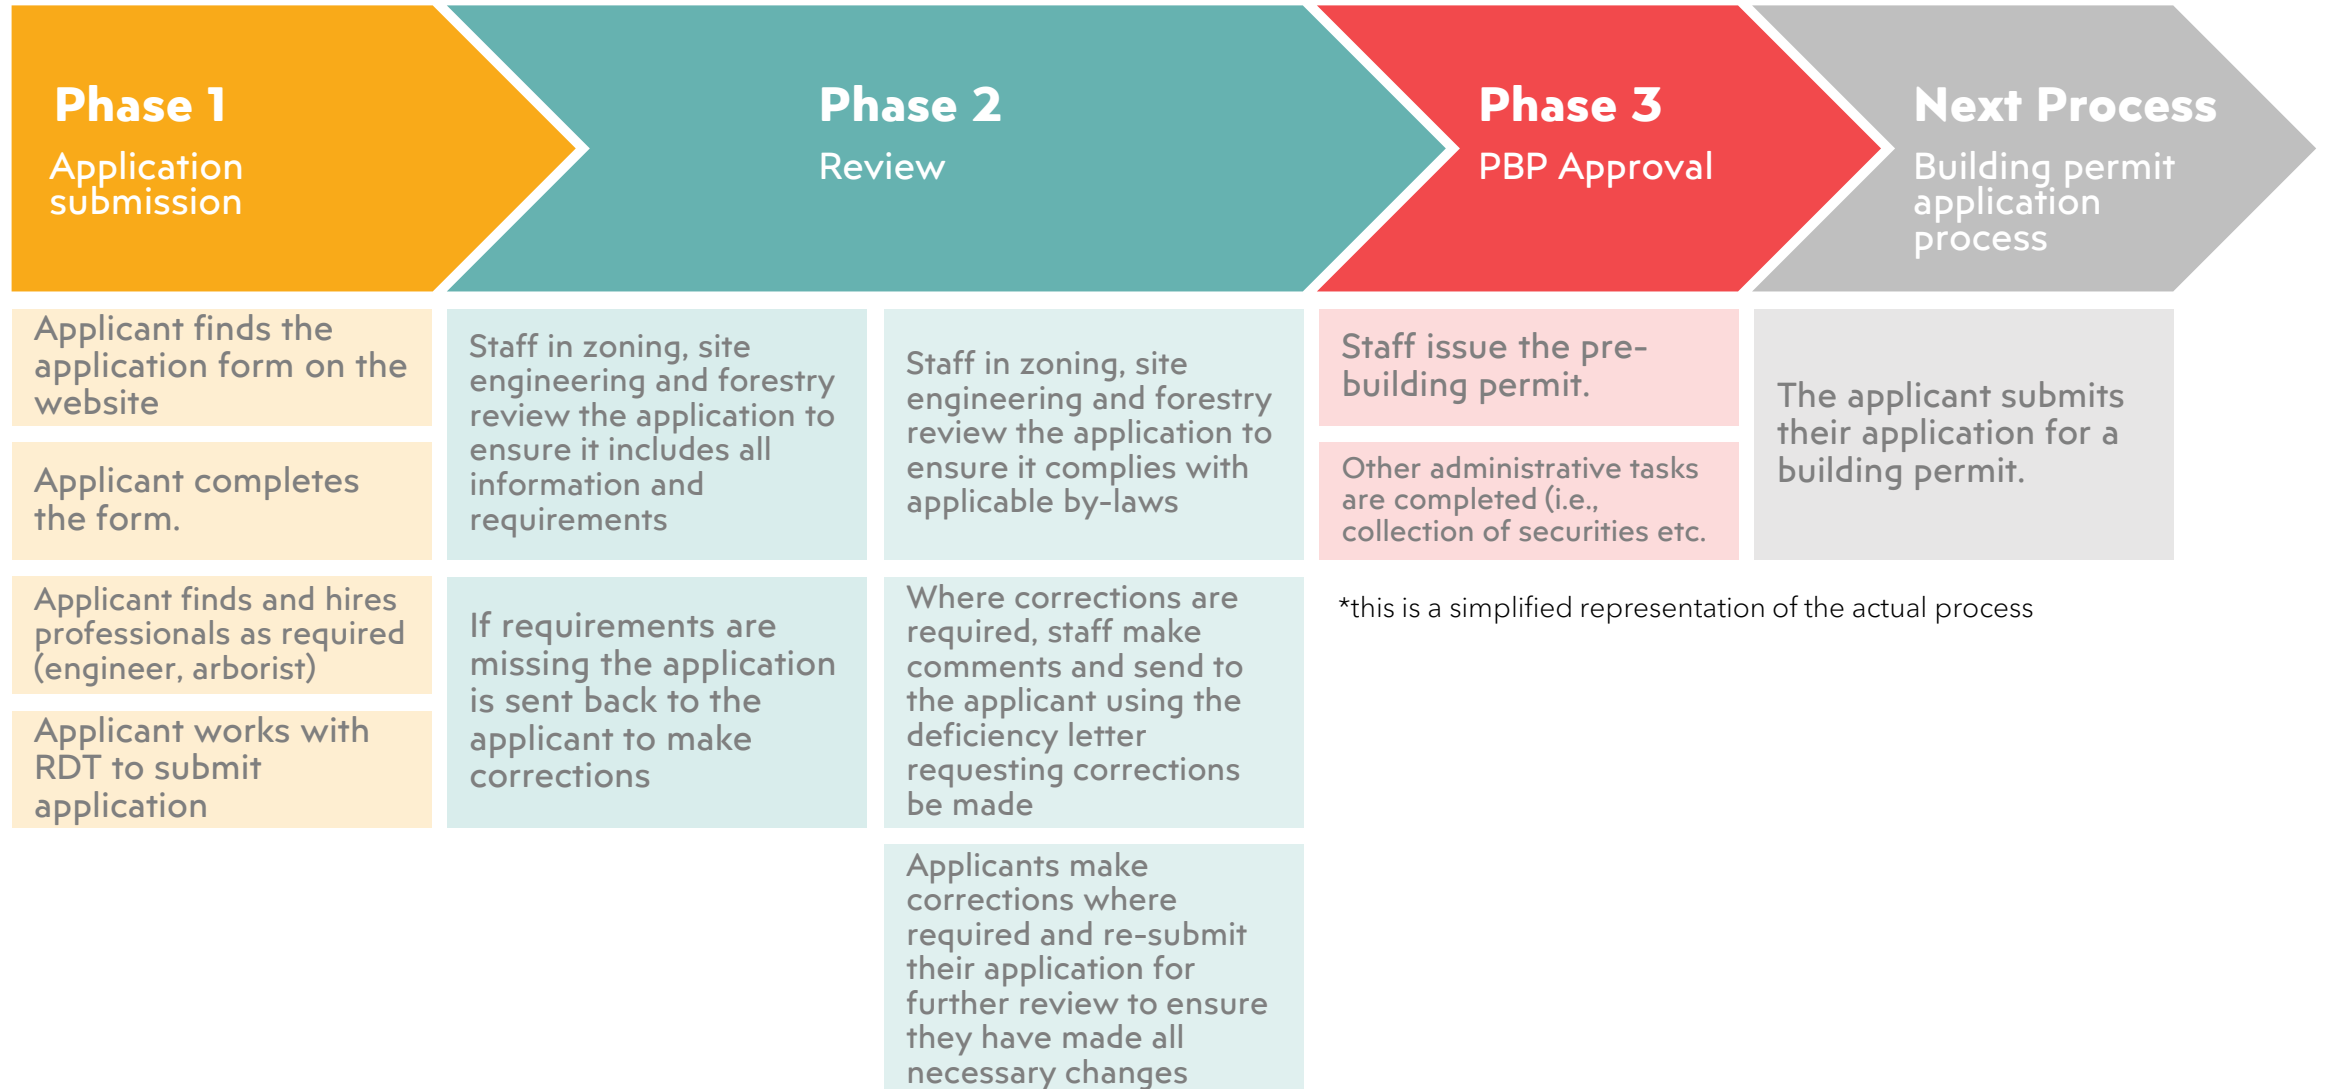 Phase 1
Application
submission
Phase 2
Review
Phase 3
PBP Approval
Next Process
Building permit
application
process
Applicant finds the
application form on the
website
Applicant completes
the form.
Applicant finds and hires
professionals as required
(engineer, arborist)
Applicant works with
RDT to submit
application
Staff in zoning, site
engineering and forestry
review the application to
ensure it includes all
information and
requirements
If requirements are
missing the application
is sent back to the
applicant to make
corrections
Staff in zoning, site
engineering and forestry
review the application to
ensure it complies with
applicable by-laws
Where corrections are
required, staff make
comments and send to
the applicant using the
deficiency letter
requesting corrections
be made
Applicants make
corrections where
required and re-submit
their application for
further review to ensure
they have made all
necessary changes
Staff issue the pre-
building permit.
Other administrative tasks
are completed (i.e.,
collection of securities etc.
The applicant submits
their application for a
building permit.
*this is a simplified representation of the actual process